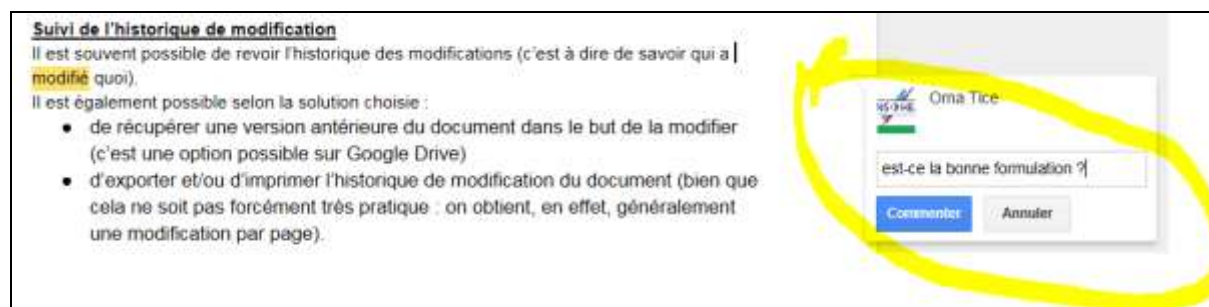 Suivi de l'historique de modification
Il est souvent possible de revoir l'historique des modifications (c'est à dire de savoir qui a
modifié quoi).
Il est également possible selon la solution choisie :
● de récupérer une version antérieure du document dans le but de la modifier
(c'est une option possible sur Google Drive)
● d'exporter et/ou d'imprimer l'historique de modification du document (bien que
cela ne soit pas forcément très pratique : on obtient, en effet, généralement
une modification par page).
Oma Tice
est-ce la bonne formulation ?
Commenter Annuler